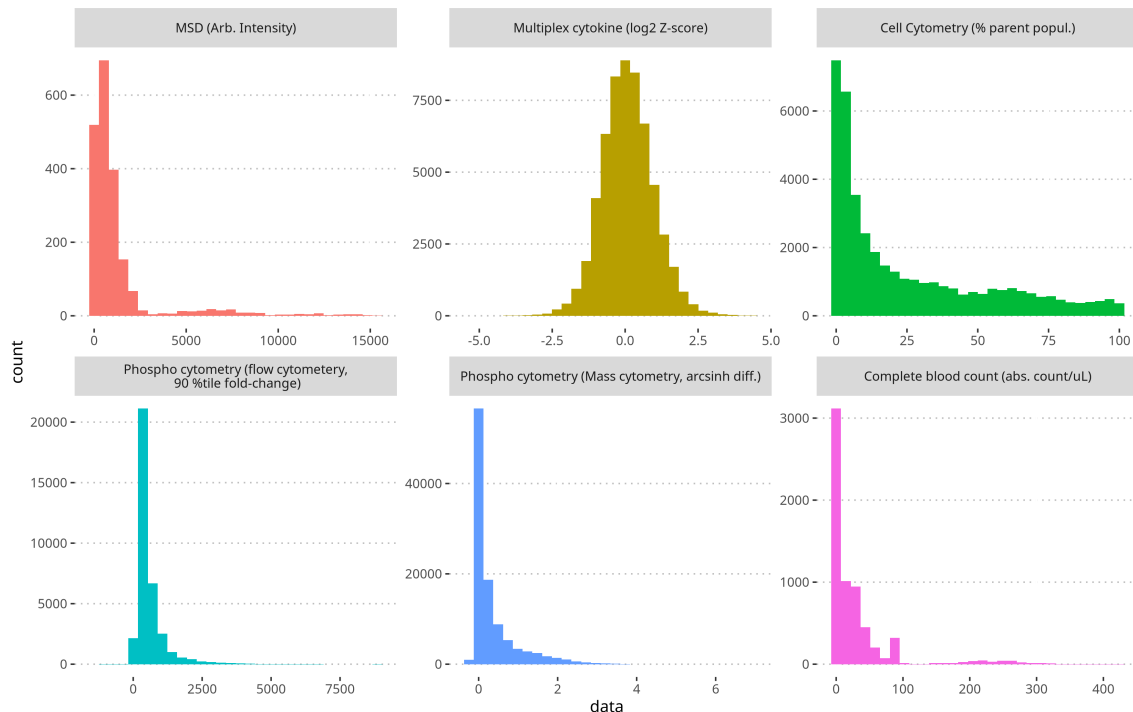 MSD (Arb. Intensity)
Multiplex cytokine (log2 Z-score)
Cell Cytometry (% parent popul.)
600
400
200
0
7500
5000
2500
0
6000
4000
2000
0
0 5000 10000 15000
-5.0 -2.5 0.0 2.5 5.0
0 25 50 75 100
count
Phospho cytometry (flow cytometery,
90 %tile fold-change)
Phospho cytometry (Mass cytometry, arcsinh diff.)
Complete blood count (abs. count/uL)
20000
15000
10000
5000
0
40000
20000
0
3000
2000
1000
0
0 2500 5000 7500
0 2 4 6
0 100 200 300 400
data